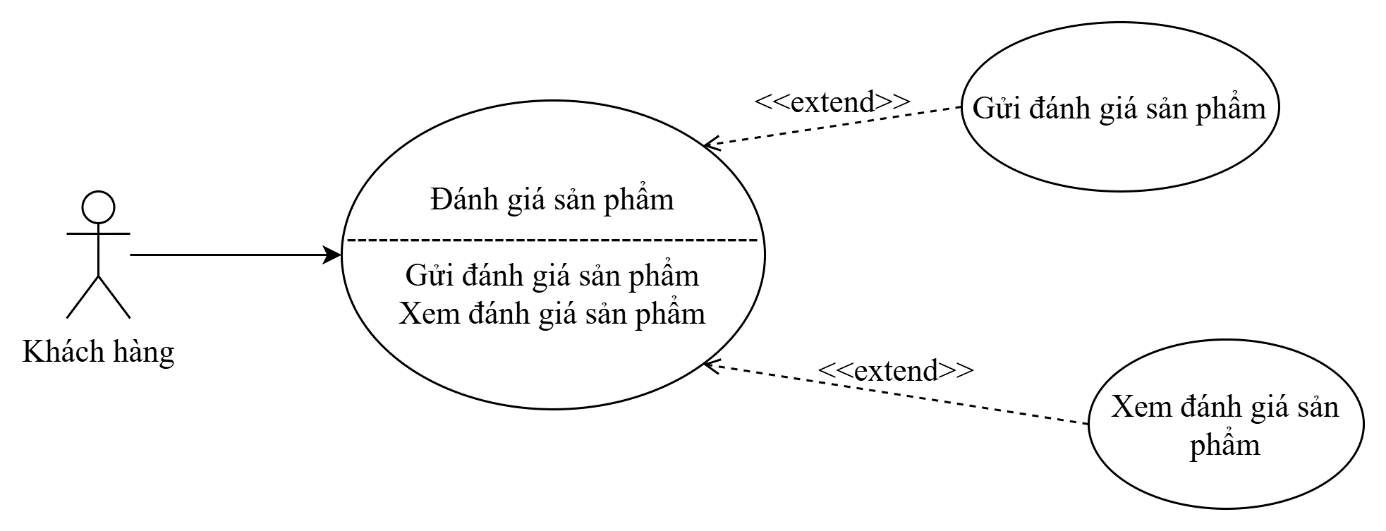 <<extend>>
Gửi đánh giá sản phẩm
Đánh giá sản phẩm
Gửi đánh giá sản phẩm
Xem đánh giá sản phẩm
Khách hàng
<<extend>>
Xem đánh giá sản
phẩm